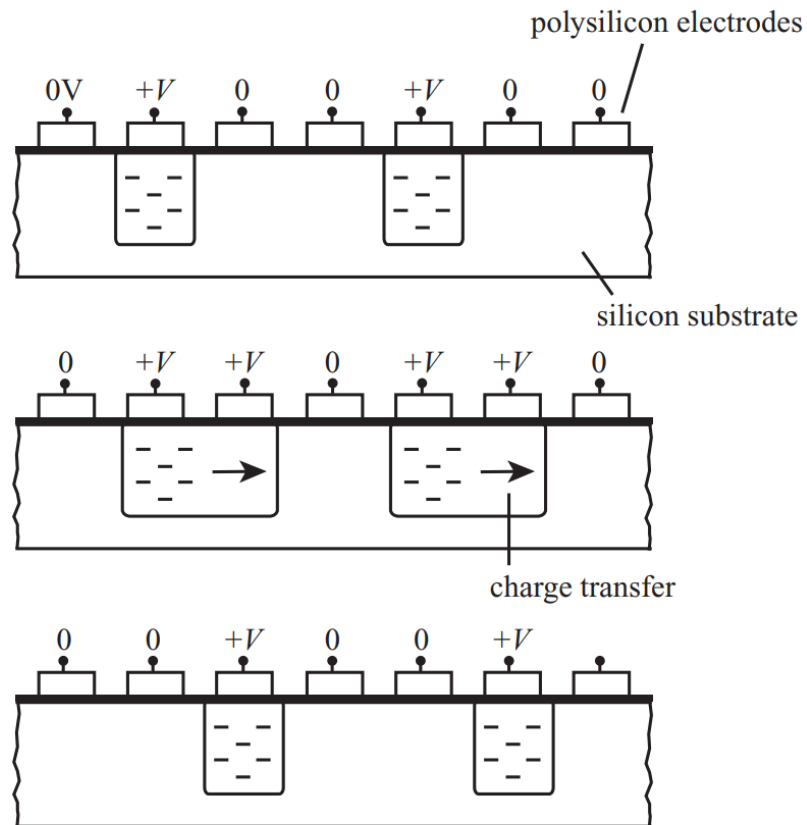 polysilicon electrodes
0V +V 0 0 +V 0 0
silicon substrate
0 +V +V 0 +V +V 0
charge transfer
0 0 +V 0 0 +V